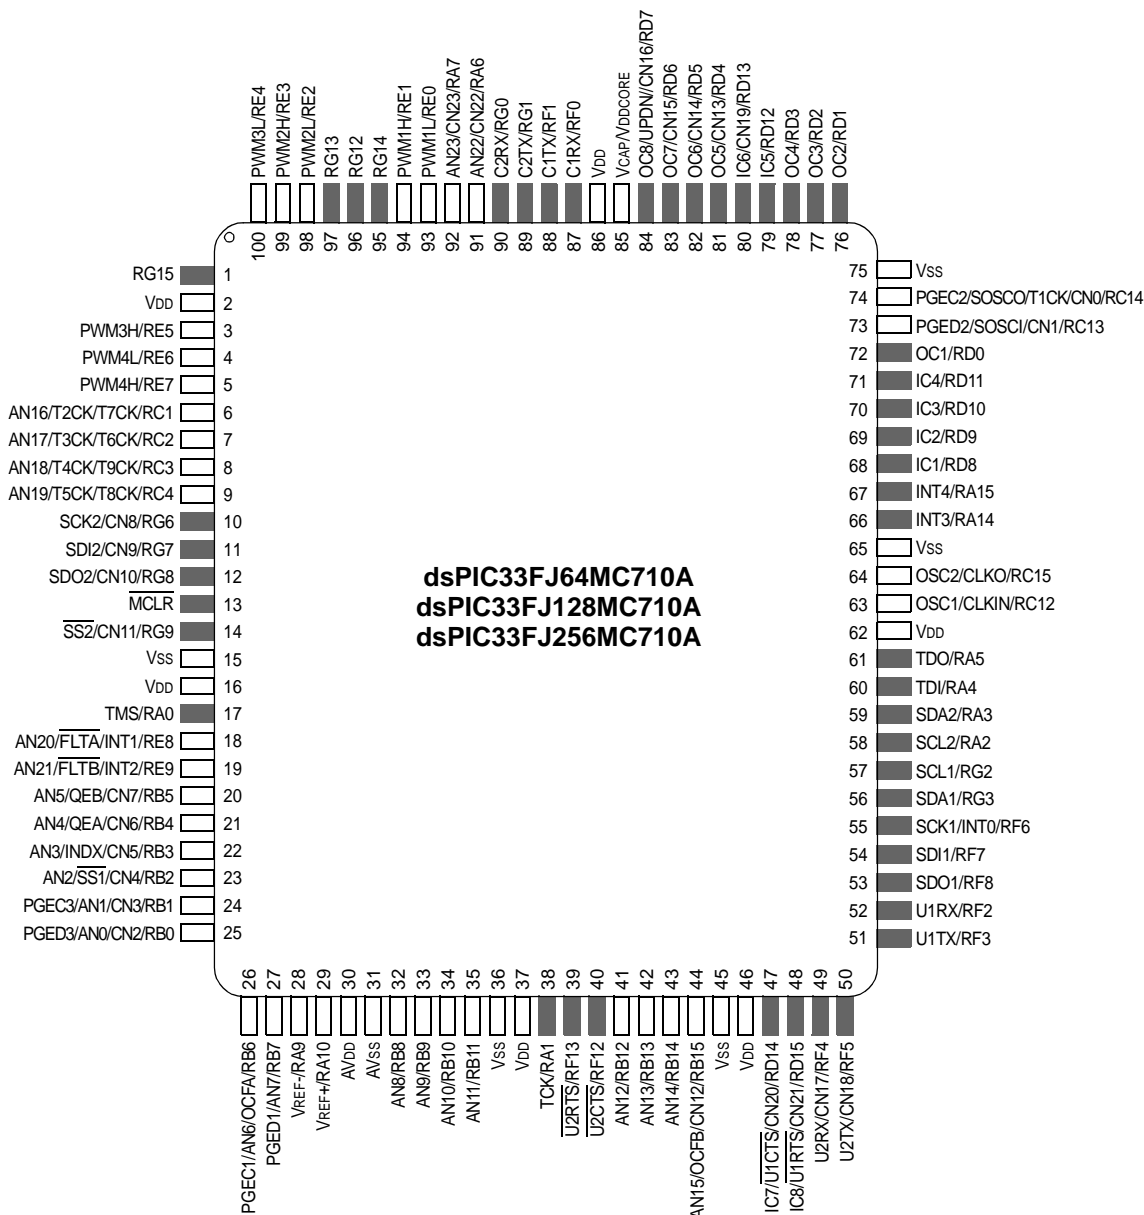 PWM3L/RE4
PWM2H/RE3
PWM2L/RE2
RG13
RG12
RG14
PWM1H/RE1
PWM1L/RE0
AN23/CN23/RA7
AN22/CN22/RA6
C2RX/RG0
C2TX/RG1
C1TX/RF1
C1RX/RF0
VDD
VCAP/VDDCORE
OC8/UPDN//CN16/RD7
OC7/CN15/RD6
OC6/CN14/RD5
OC5/CN13/RD4
IC6/CN19/RD13
IC5/RD12
OC4/RD3
OC3/RD2
OC2/RD1
100 99 98 97 96 95 94 93 92 91 90 89 88 87 86 85 84 83 82 81 80 79 78 77 76
RG15 1
VDD 2
PWM3H/RE5 3
PWM4L/RE6 4
PWM4H/RE7 5
AN16/T2CK/T7CK/RC1 6
AN17/T3CK/T6CK/RC2 7
AN18/T4CK/T9CK/RC3 8
AN19/T5CK/T8CK/RC4 9
SCK2/CN8/RG6 10
SDI2/CN9/RG7 11
SDO2/CN10/RG8 12
MCLR 13
SS2/CN11/RG9 14
VSS 15
VDD 16
TMS/RA0 17
AN20/FLTA/INT1/RE8 18
AN21/FLTB/INT2/RE9 19
AN5/QEB/CN7/RB5 20
AN4/QEA/CN6/RB4 21
AN3/INDX/CN5/RB3 22
AN2/SS1/CN4/RB2 23
PGEC3/AN1/CN3/RB1 24
PGED3/AN0/CN2/RB0 25
dsPIC33FJ64MC710A
dsPIC33FJ128MC710A
dsPIC33FJ256MC710A
75 VSS
74 PGEC2/SOSCO/T1CK/CN0/RC14
73 PGED2/SOSCI/CN1/RC13
72 OC1/RD0
71 IC4/RD11
70 IC3/RD10
69 IC2/RD9
68 IC1/RD8
67 INT4/RA15
66 INT3/RA14
65 VSS
64 OSC2/CLKO/RC15
63 OSC1/CLKIN/RC12
62 VDD
61 TDO/RA5
60 TDI/RA4
59 SDA2/RA3
58 SCL2/RA2
57 SCL1/RG2
56 SDA1/RG3
55 SCK1/INT0/RF6
54 SDI1/RF7
53 SDO1/RF8
52 U1RX/RF2
51 U1TX/RF3
26 27 28 29 30 31 32 33 34 35 36 37 38 39 40 41 42 43 44 45 46 47 48 49 50
PGEC1/AN6/OCFA/RB6
PGED1/AN7/RB7
VREF-/RA9
VREF+/RA10
AVDD
AVSS
AN8/RB8
AN9/RB9
AN10/RB10
AN11/RB11
VSS
VDD
TCK/RA1
U2RTS/RF13
U2CTS/RF12
AN12/RB12
AN13/RB13
AN14/RB14
AN15/OCFB/CN12/RB15
VSS
VDD
IC7/U1CTS/CN20/RD14
IC8/U1RTS/CN21/RD15
U2RX/CN17/RF4
U2TX/CN18/RF5